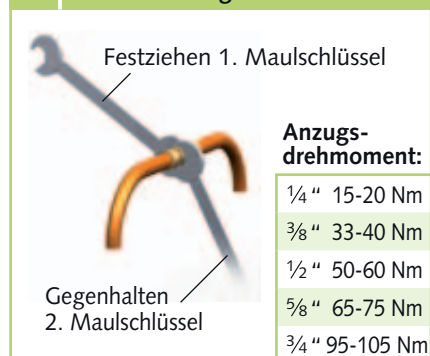 Festziehen 1. Maulschlüssel
Anzugs-
drehmoment:
¼ “ 15-20 Nm
⅜ “ 33-40 Nm
½ “ 50-60 Nm
⅝ “ 65-75 Nm
¾ “ 95-105 Nm
Gegenhalten
2. Maulschlüssel